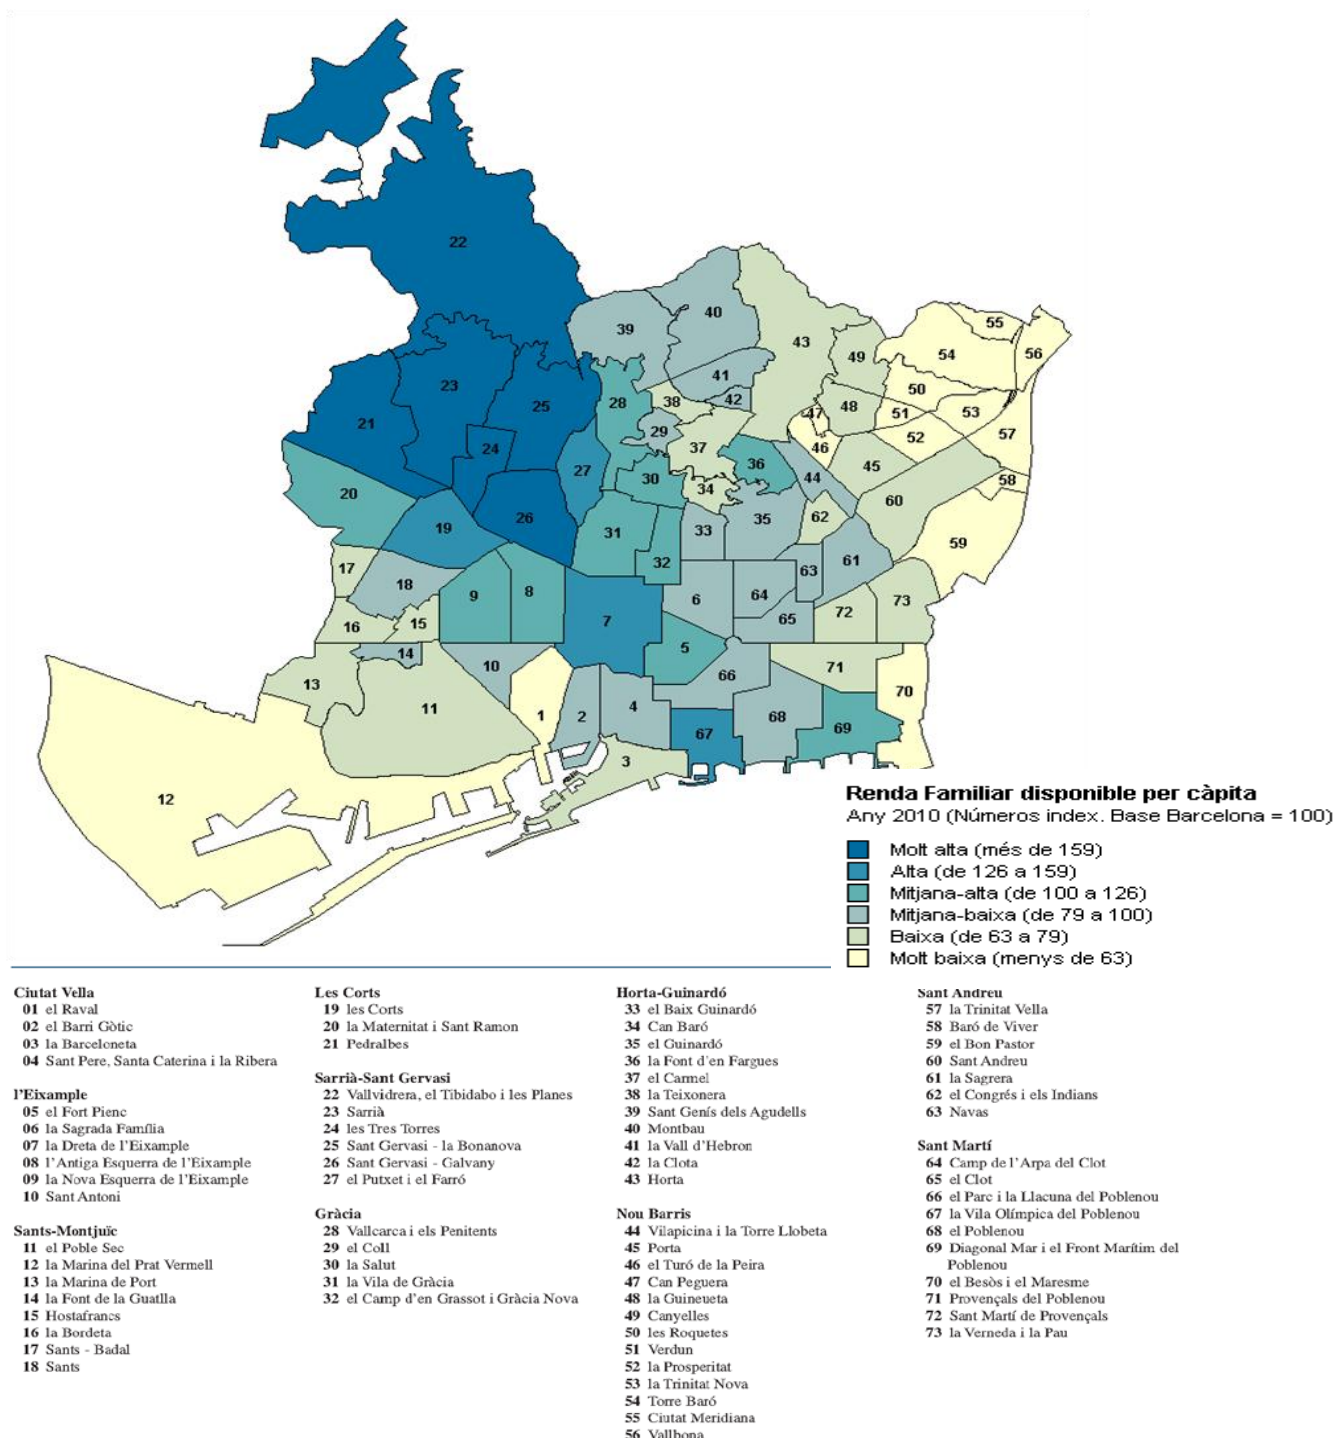 22
40
39
43
55
54
56
49
41
23
50
42
28
38
25
48
53
47
51
21
29
52
57
24
37
46
36
45
27
44
30
58
20
34
60
26
35
62
19
31
33
59
32
61
17
63
18
9
8
64
6
73
72
15
7
65
16
5
14
10
71
66
13
70
11
1
2
4
68
69
67
3
12
Renda Familiar disponible per càpita
Any 2010 (Números index. Base Barcelona = 100)
Molt alta (més de 159)
Alta (de 126 a 159)
Mitjana-alta (de 100 a 126)
Mitjana-baixa (de 79 a 100)
Baixa (de 63 a 79)
Molt baixa (menys de 63)
Ciutat Vella
01 el Raval
02 el Barri Gòtic
03 la Barceloneta
04 Sant Pere, Santa Caterina i la Ribera
l'Eixample
05 el Fort Pienc
06 la Sagrada Família
07 la Dreta de l'Eixample
08 l'Antiga Esquerra de l'Eixample
09 la Nova Esquerra de l'Eixample
10 Sant Antoni
Sants-Montjuïc
11 el Poble Sec
12 la Marina del Prat Vermell
13 la Marina de Port
14 la Font de la Guatlla
15 Hostafrancs
16 la Bordeta
17 Sants - Badal
18 Sants
Les Corts
19 les Corts
20 la Maternitat i Sant Ramon
21 Pedralbes
Sarrià-Sant Gervasi
22 Vallvidrera, el Tibidabo i les Planes
23 Sarrià
24 les Tres Torres
25 Sant Gervasi - la Bonanova
26 Sant Gervasi - Galvany
27 el Putxet i el Farró
Gràcia
28 Vallcarca i els Penitents
29 el Coll
30 la Salut
31 la Vila de Gràcia
32 el Camp d'en Grassot i Gràcia Nova
Horta-Guinardó
33 el Baix Guinardó
34 Can Baró
35 el Guinardó
36 la Font d'en Fargues
37 el Carmel
38 la Teixonera
39 Sant Genís dels Agudells
40 Montbau
41 la Vall d'Hebron
42 la Clota
43 Horta
Nou Barris
44 Vilapicina i la Torre Llobeta
45 Porta
46 el Turó de la Peira
47 Can Peguera
48 la Guineueta
49 Canyelles
50 les Roquetes
51 Verdun
52 la Prosperitat
53 la Trinitat Nova
54 Torre Baró
55 Ciutat Meridiana
56 Vallbona
Sant Andreu
57 la Trinitat Vella
58 Baró de Viver
59 el Bon Pastor
60 Sant Andreu
61 la Sagrera
62 el Congrés i els Indians
63 Navas
Sant Martí
64 Camp de l'Arpa del Clot
65 el Clot
66 el Parc i la Llacuna del Poblenou
67 la Vila Olímpica del Poblenou
68 el Poblenou
69 Diagonal Mar i el Front Marítim del
Poblenou
70 el Besòs i el Maresme
71 Provençals del Poblenou
72 Sant Martí de Provençals
73 la Verneda i la Pau